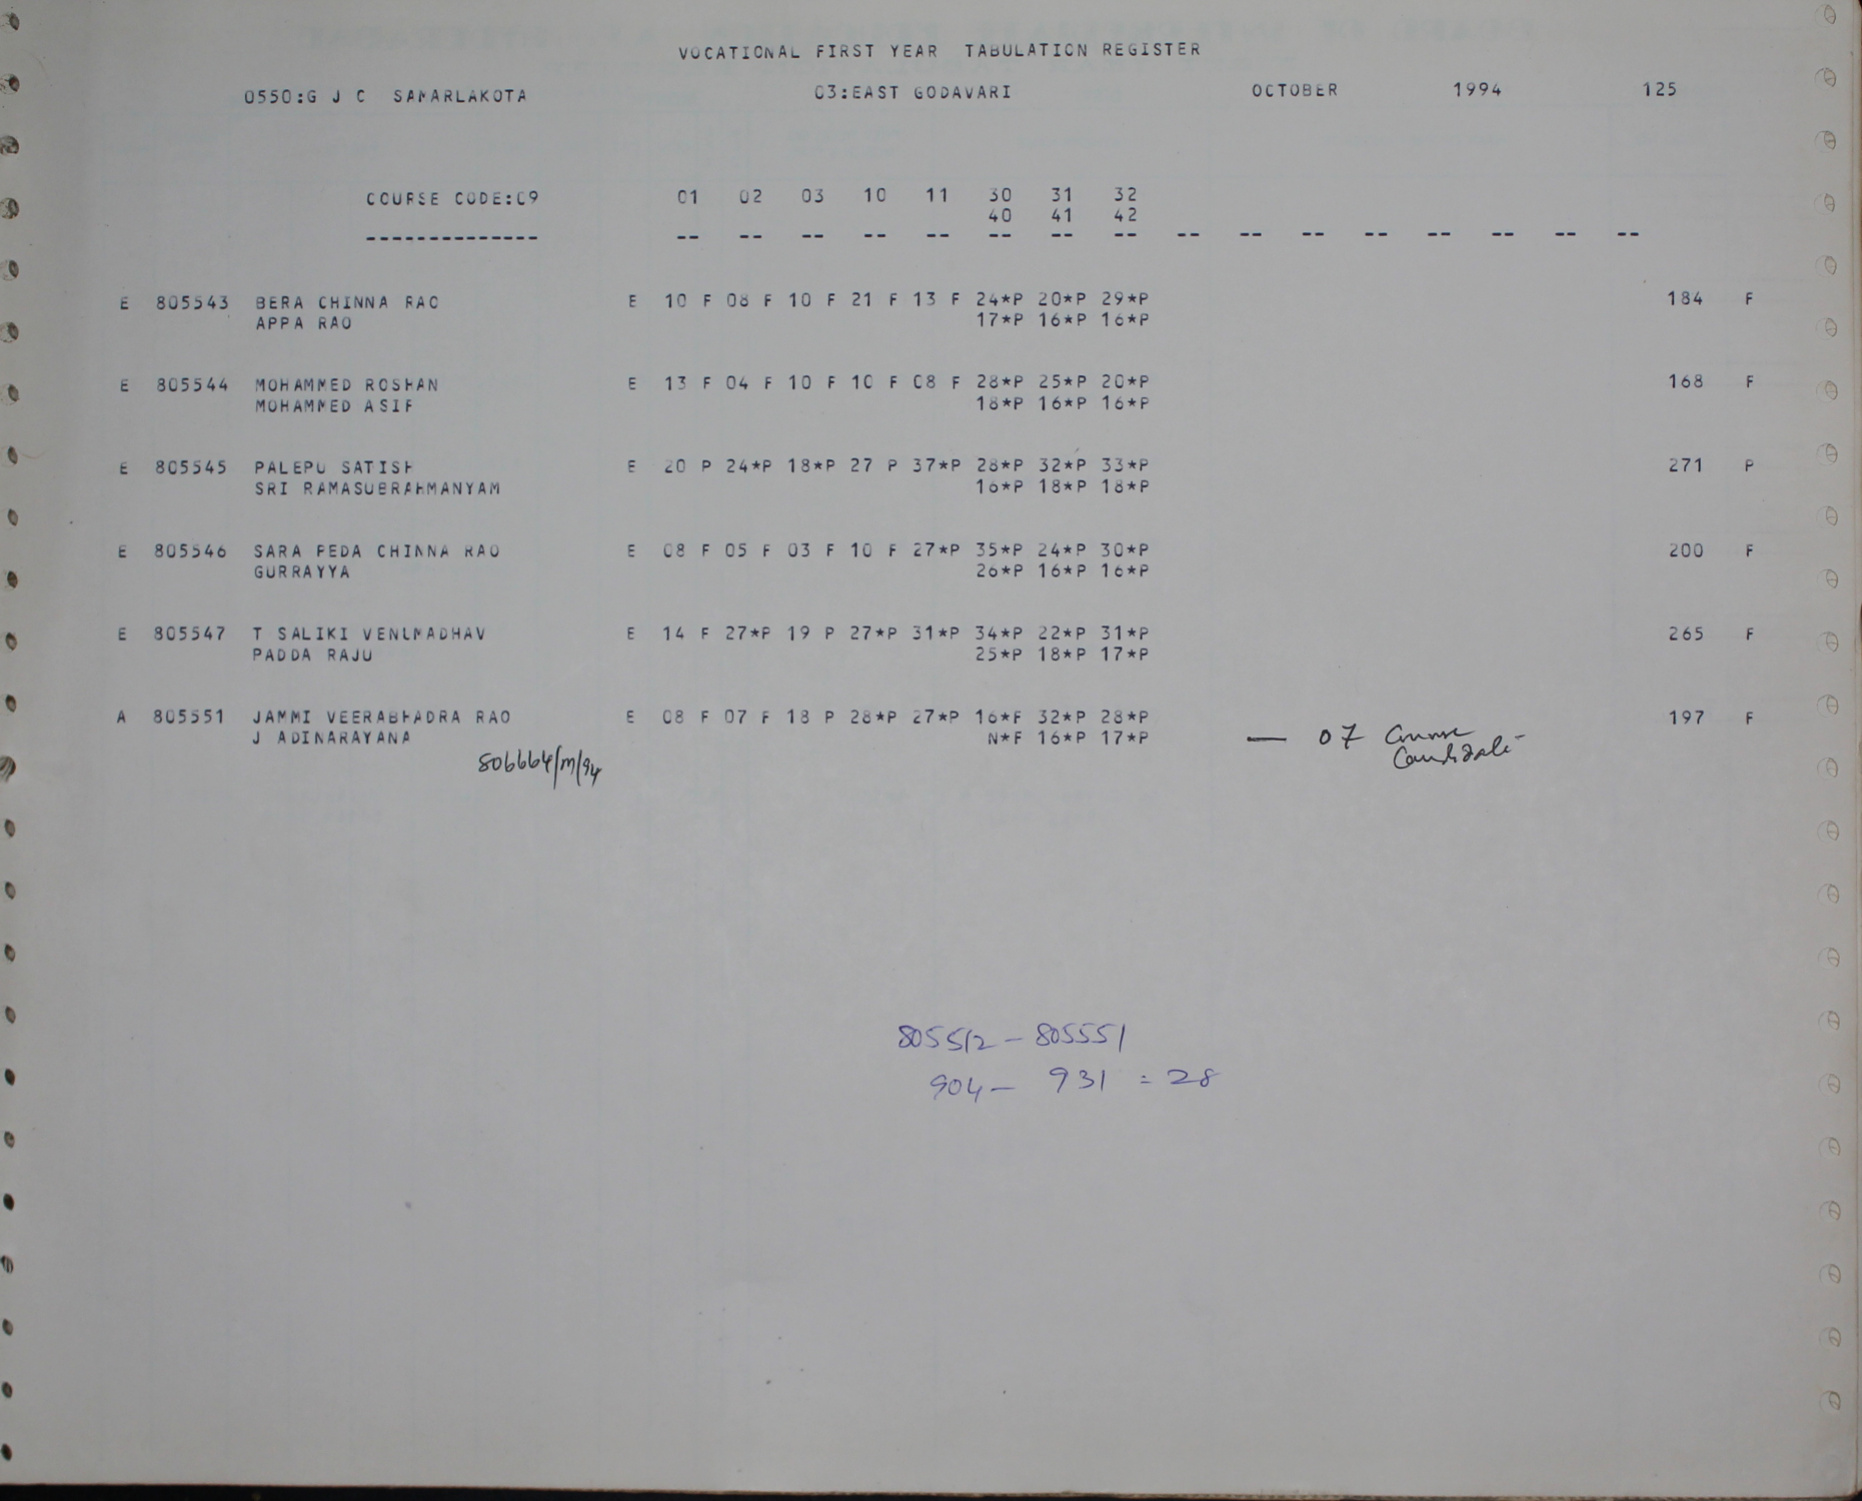 VOCATIONAL FIRST YEAR TABULATION REGISTER
0550:G J C SAMARLAKOTA 03:EAST GODAVARI OCTOBER 1994 125
COURSE CODE:09 01 02 03 10 11 30 31 32
40 41 42
-------------- -- -- -- -- -- -- -- -- -- -- -- -- -- -- -- --
E 805543 BERA CHINNA RAO E 10 F 08 F 10 F 21 F 13 F 24*P 20*P 29*P 184 F
APPA RAO 17*P 16*P 16*P
E 805544 MOHAMMED ROSHAN E 13 F 04 F 10 F 10 F 08 F 28*P 25*P 20*P 168 F
MOHAMMED ASIF 18*P 16*P 16*P
E 805545 PALEPU SATISH E 20 P 24*P 18*P 27 P 37*P 28*P 32*P 33*P 271 P
SRI RAMASUBRAHMANYAM 16*P 18*P 18*P
E 805546 SARA PEDA CHINNA RAO E 08 F 05 F 03 F 10 F 27*P 35*P 24*P 30*P 200 F
GURRAYYA 26*P 16*P 16*P
E 805547 T SALIKI VENUMADHAV E 14 F 27*P 19 P 27*P 31*P 34*P 22*P 31*P 265 F
PADDA RAJU 25*P 18*P 17*P
A 805551 JAMMI VEERABHADRA RAO E 08 F 07 F 18 P 28*P 27*P 16*F 32*P 28*P 197 F
J ADINARAYANA N*F 16*P 17*P — 07 Course
Candidate
806664/m/94
805512 – 805551
904 – 931 = 28